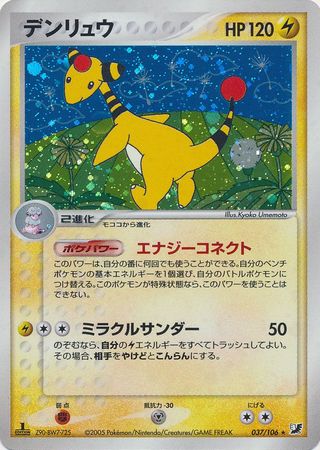 デンリュウ HP120
Illus.Kyoko Umemoto
2進化 モココから進化
ポケパワー エナジーコネクト
このパワーは、自分の番に何回でも使うことができる。自分のベンチ
ポケモンの基本エネルギーを1個選び、自分のバトルポケモンに
つけ替える。このポケモンが特殊状態なら、このパワーは使えない。
ミラクルサンダー 50
のぞむなら、自分のエネルギーをすべてトラッシュしてよい。
その場合、相手をやけどとこんらんにする。
弱点 抵抗力 -30 にげる
1 EDITION Z90-BW7-725 ©2005 Pokémon/Nintendo/Creatures/GAME FREAK. 037/106 ★